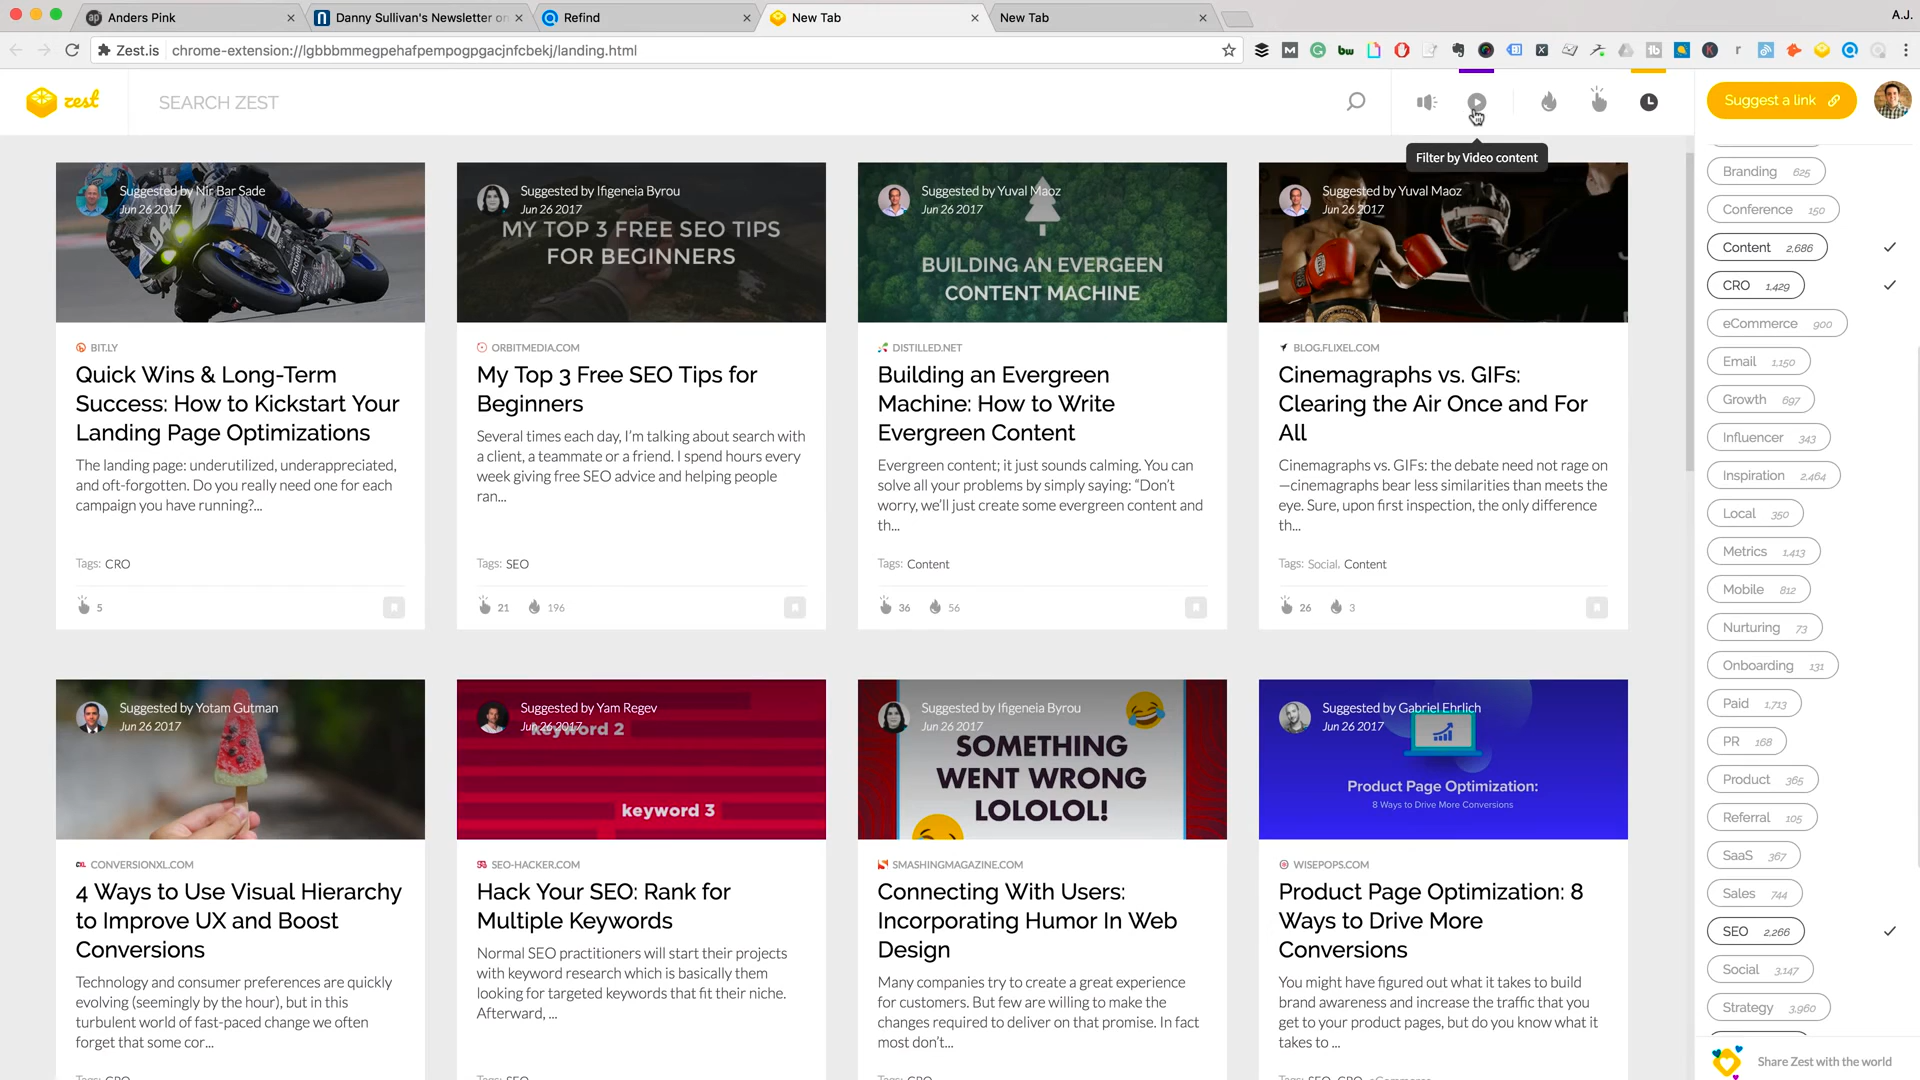 Anders Pink
Danny Sullivan's Newsletter on
Refind
New Tab
New Tab
A.J.
Zest.is
chrome-extension://lgbbbmmegpehafpempogpgacjnfcbekj/landing.html
zest
SEARCH ZEST
Suggest a link
Filter by Video content
Suggested by Nir Bar Sade
Jun 26 2017
BIT.LY
Quick Wins & Long-Term
Success: How to Kickstart Your
Landing Page Optimizations
The landing page: underutilized, underappreciated,
and oft-forgotten. Do you really need one for each
campaign you have running?...
Tags: CRO
5
Suggested by Ifigeneia Byrou
Jun 26 2017
MY TOP 3 FREE SEO TIPS
FOR BEGINNERS
ORBITMEDIA.COM
My Top 3 Free SEO Tips for
Beginners
Several times each day, I'm talking about search with
a client, a teammate or a friend. I spend hours every
week giving free SEO advice and helping people
ran...
Tags: SEO
21 196
Suggested by Yuval Maoz
Jun 26 2017
BUILDING AN EVERGEEN
CONTENT MACHINE
DISTILLED.NET
Building an Evergreen
Machine: How to Write
Evergreen Content
Evergreen content; it just sounds calming. You can
solve all your problems by simply saying: “Don't
worry, we'll just create some evergreen content and
th...
Tags: Content
36 56
Suggested by Yuval Maoz
Jun 26 2017
BLOG.FLIXEL.COM
Cinemagraphs vs. GIFs:
Clearing the Air Once and For
All
Cinemagraphs vs. GIFs: the debate need not rage on
—cinemagraphs bear less similarities than meets the
eye. Sure, upon first inspection, the only difference
th...
Tags: Social, Content
26 3
Suggested by Yotam Gutman
Jun 26 2017
CONVERSIONXL.COM
4 Ways to Use Visual Hierarchy
to Improve UX and Boost
Conversions
Technology and consumer preferences are quickly
evolving (seemingly by the hour), but in this
turbulent world of fast-paced change we often
forget that some cor...
Tags: CRO
Suggested by Yam Regev
Jun 26 2017
keyword 2
keyword 3
SEO-HACKER.COM
Hack Your SEO: Rank for
Multiple Keywords
Normal SEO practitioners will start their projects
with keyword research which is basically them
looking for targeted keywords that fit their niche.
Afterward, ...
Tags: SEO
Suggested by Ifigeneia Byrou
Jun 26 2017
SOMETHING
WENT WRONG
LOLOLOL!
SMASHINGMAGAZINE.COM
Connecting With Users:
Incorporating Humor In Web
Design
Many companies try to create a great experience
for customers. But few are willing to make the
changes required to deliver on that promise. In fact
most don't...
Tags: CRO
Suggested by Gabriel Ehrlich
Jun 26 2017
Product Page Optimization:
8 Ways to Drive More Conversions
WISEPOPS.COM
Product Page Optimization: 8
Ways to Drive More
Conversions
You might have figured out what it takes to build
brand awareness and increase the traffic that you
get to your product pages, but do you know what it
takes to ...
Tags: SEO, CRO, eCommerce
Branding 625
Conference 150
Content 2,686
CRO 1,429
eCommerce 900
Email 1,150
Growth 697
Influencer 343
Inspiration 2,464
Local 350
Metrics 1,413
Mobile 812
Nurturing 73
Onboarding 131
Paid 1,713
PR 168
Product 365
Referral 105
SaaS 367
Sales 744
SEO 2,266
Social 3,147
Strategy 3,960
Share Zest with the world